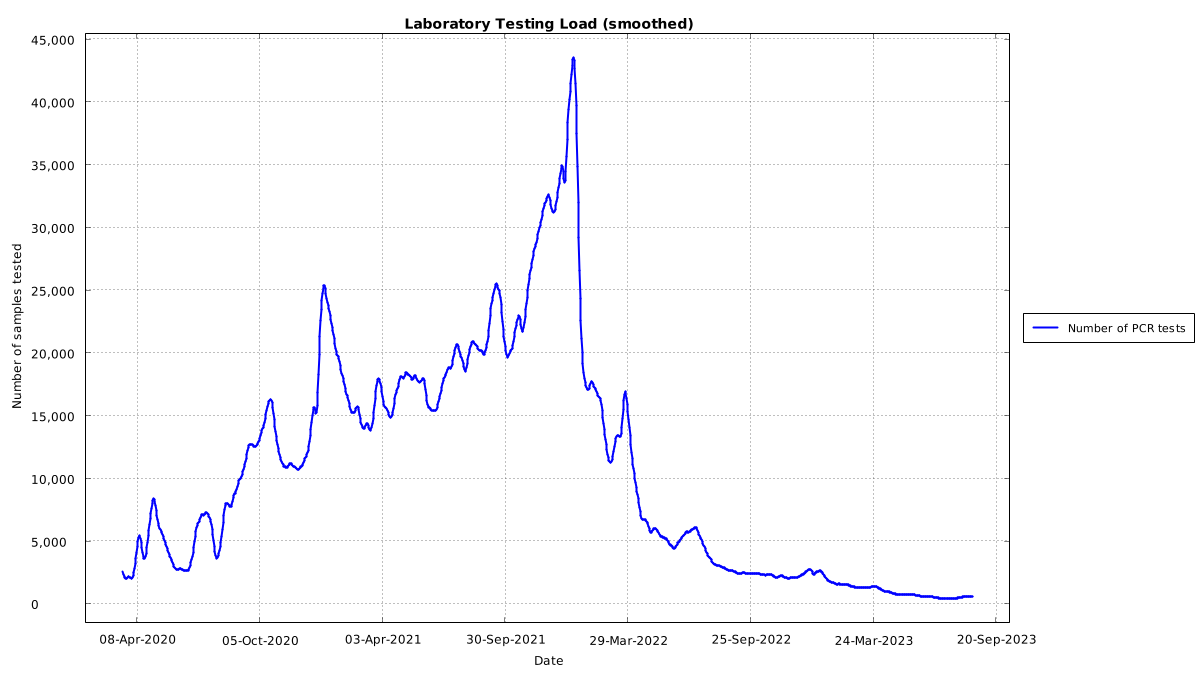 Laboratory Testing Load (smoothed)
45,000
40,000
35,000
30,000
25,000
20,000
15,000
10,000
5,000
0
Number of samples tested
08-Apr-2020 05-Oct-2020 03-Apr-2021 30-Sep-2021 29-Mar-2022 25-Sep-2022 24-Mar-2023 20-Sep-2023
Date
Number of PCR tests